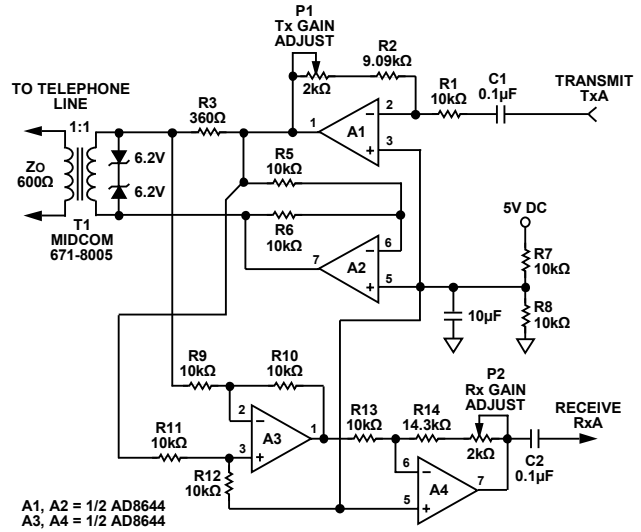 P1
Tx GAIN
ADJUST
2kΩ
R2
9.09kΩ
R1
10kΩ
C1
0.1µF
TRANSMIT
TxA
TO TELEPHONE
LINE
1:1
ZO
600Ω
6.2V
6.2V
T1
MIDCOM
671-8005
R3
360Ω
1
A1
2
3
R5
10kΩ
R6
10kΩ
7
A2
6
5
5V DC
R7
10kΩ
R8
10kΩ
10µF
R9
10kΩ
R10
10kΩ
R11
10kΩ
R12
10kΩ
2
3
A3
1
R13
10kΩ
R14
14.3kΩ
P2
Rx GAIN
ADJUST
2kΩ
6
5
A4
7
C2
0.1µF
RECEIVE
RxA
A1, A2 = 1/2 AD8644
A3, A4 = 1/2 AD8644